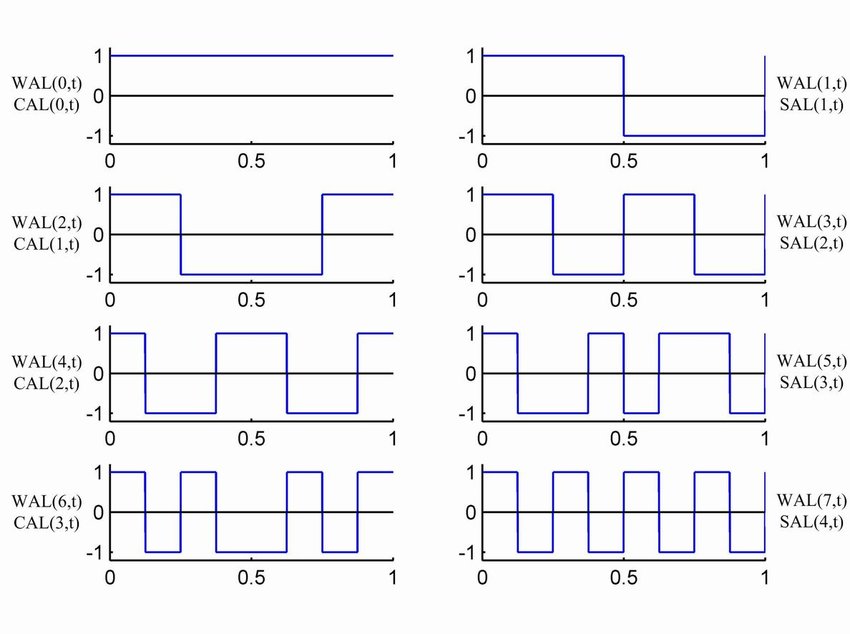 WAL(0,t)
CAL(0,t)
1
0
-1
0 0.5 1
1
0
-1
0 0.5 1
WAL(1,t)
SAL(1,t)
WAL(2,t)
CAL(1,t)
1
0
-1
0 0.5 1
1
0
-1
0 0.5 1
WAL(3,t)
SAL(2,t)
WAL(4,t)
CAL(2,t)
1
0
-1
0 0.5 1
1
0
-1
0 0.5 1
WAL(5,t)
SAL(3,t)
WAL(6,t)
CAL(3,t)
1
0
-1
0 0.5 1
1
0
-1
0 0.5 1
WAL(7,t)
SAL(4,t)